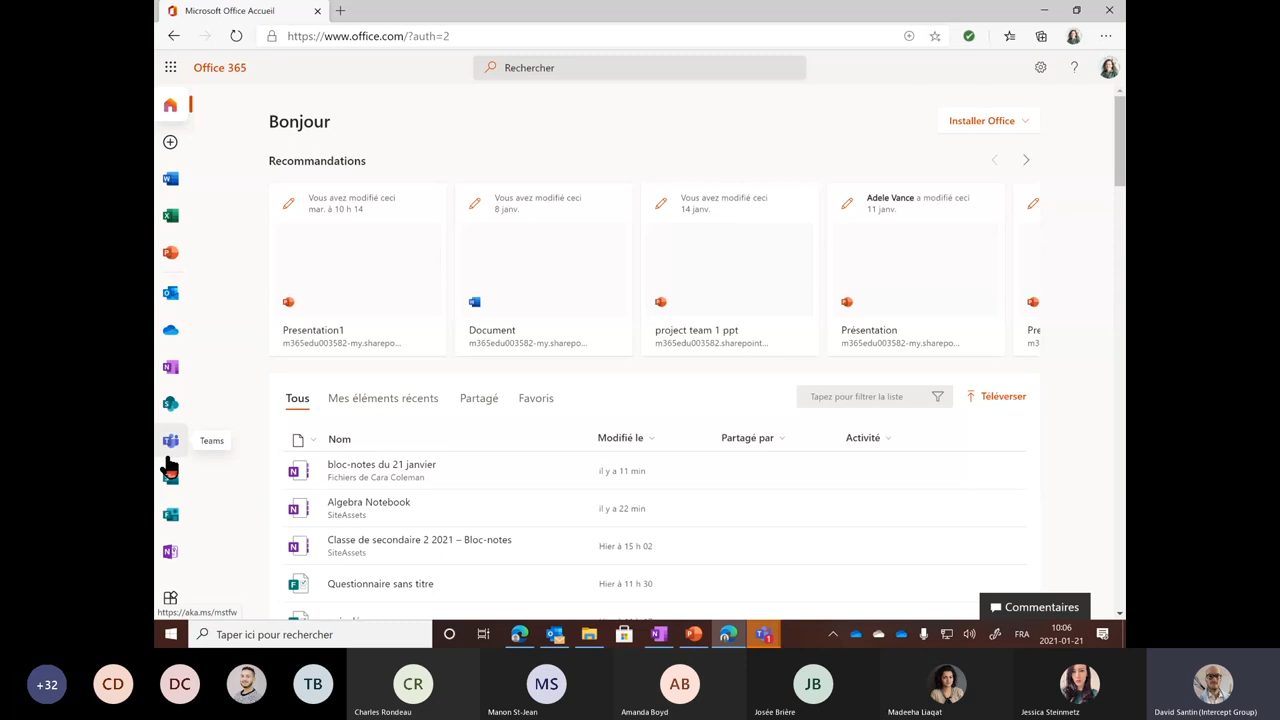 Microsoft Office Accueil
https://www.office.com/?auth=2
Office 365
Rechercher
Bonjour
Installer Office
Recommandations
Vous avez modifié ceci
mar. à 10 h 14
Vous avez modifié ceci
8 janv.
Vous avez modifié ceci
14 janv.
Adele Vance a modifié ceci
11 janv.
Presentation1
m365edu003582-my.sharepo...
Document
m365edu003582-my.sharepo...
project team 1 ppt
m365edu003582.sharepoint...
Présentation
m365edu003582-my.sharepo...
Pre
m36
Tous
Mes éléments récents
Partagé
Favoris
Tapez pour filtrer la liste
Téléverser
Nom
Modifié le
Partagé par
Activité
Teams
bloc-notes du 21 janvier
Fichiers de Cara Coleman
il y a 11 min
Algebra Notebook
SiteAssets
il y a 22 min
Classe de secondaire 2 2021 – Bloc-notes
SiteAssets
Hier à 15 h 02
Questionnaire sans titre
Hier à 11 h 30
https://aka.ms/mstfw
Commentaires
Taper ici pour rechercher
FRA
10:06
2021-01-21
+32
CD
DC
TB
CR
Charles Rondeau
MS
Manon St-Jean
AB
Amanda Boyd
JB
Josée Brière
Madeeha Liaqat
Jessica Steinmetz
David Santin (Intercept Group)